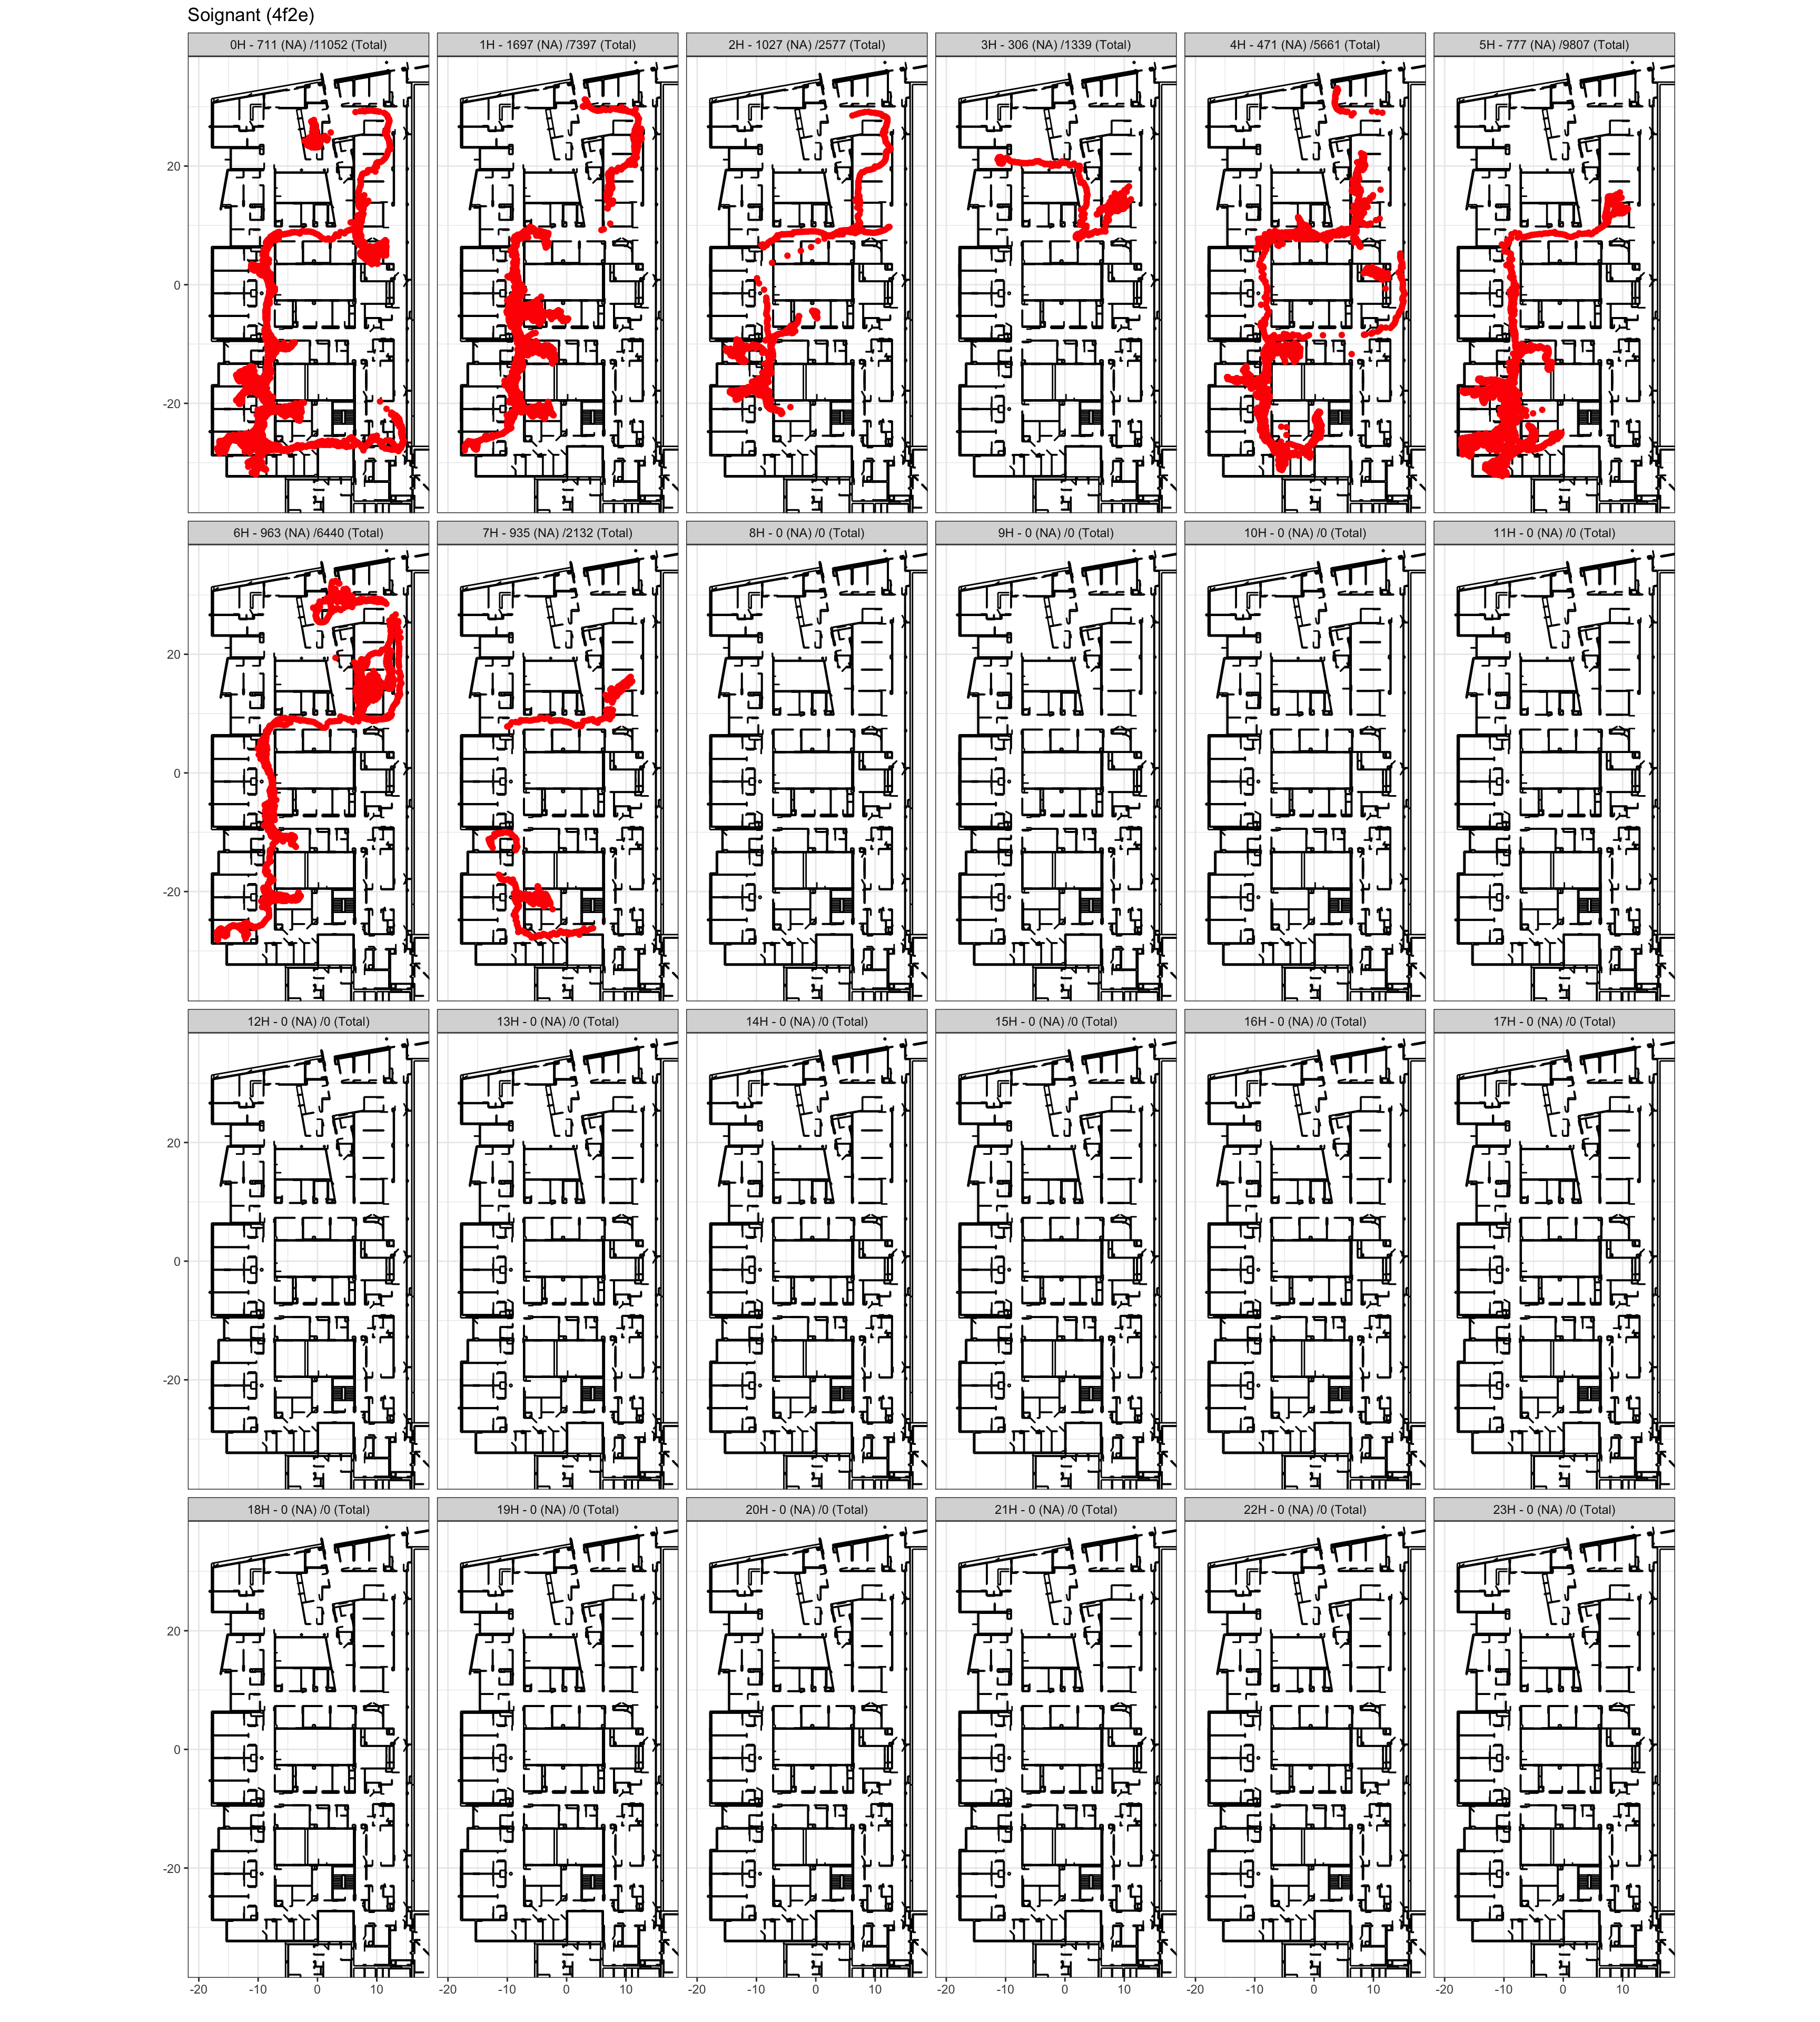 Soignant (4f2e)
0H - 711 (NA) /11052 (Total) 1H - 1697 (NA) /7397 (Total) 2H - 1027 (NA) /2577 (Total) 3H - 306 (NA) /1339 (Total) 4H - 471 (NA) /5661 (Total) 5H - 777 (NA) /9807 (Total)
20
0
-20
6H - 963 (NA) /6440 (Total) 7H - 935 (NA) /2132 (Total) 8H - 0 (NA) /0 (Total) 9H - 0 (NA) /0 (Total) 10H - 0 (NA) /0 (Total) 11H - 0 (NA) /0 (Total)
20
0
-20
12H - 0 (NA) /0 (Total) 13H - 0 (NA) /0 (Total) 14H - 0 (NA) /0 (Total) 15H - 0 (NA) /0 (Total) 16H - 0 (NA) /0 (Total) 17H - 0 (NA) /0 (Total)
20
0
-20
18H - 0 (NA) /0 (Total) 19H - 0 (NA) /0 (Total) 20H - 0 (NA) /0 (Total) 21H - 0 (NA) /0 (Total) 22H - 0 (NA) /0 (Total) 23H - 0 (NA) /0 (Total)
20
0
-20
-20 -10 0 10 -20 -10 0 10 -20 -10 0 10 -20 -10 0 10 -20 -10 0 10 -20 -10 0 10